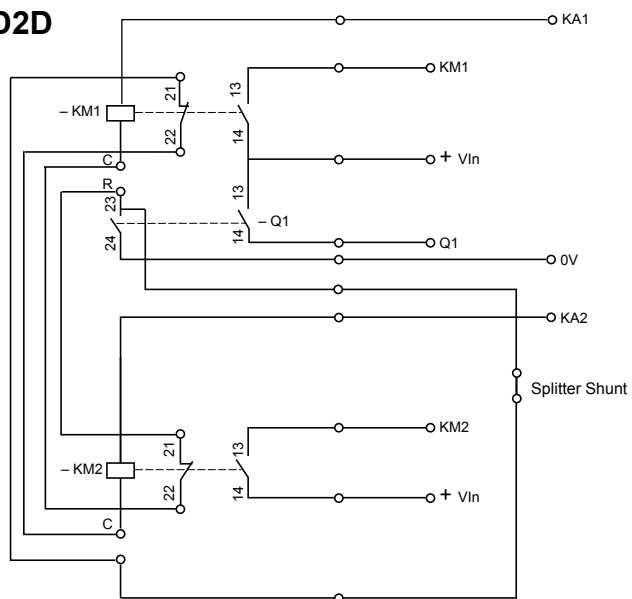 D2D
KA1
KM1
21
13
– KM1
22
14
C
+ VIn
R
23
13
– Q1
24
14
Q1
0V
KA2
Splitter Shunt
KM2
21
13
– KM2
22
14
+ VIn
C